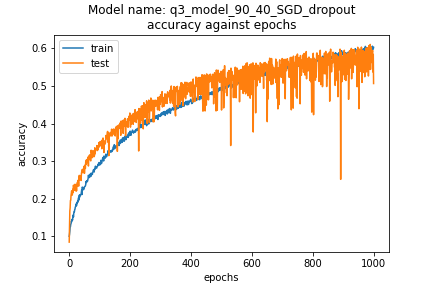 Model name: q3_model_90_40_SGD_dropout
accuracy against epochs
train
test
0.6
0.5
0.4
0.3
0.2
0.1
accuracy
0
200
400
600
800
1000
epochs